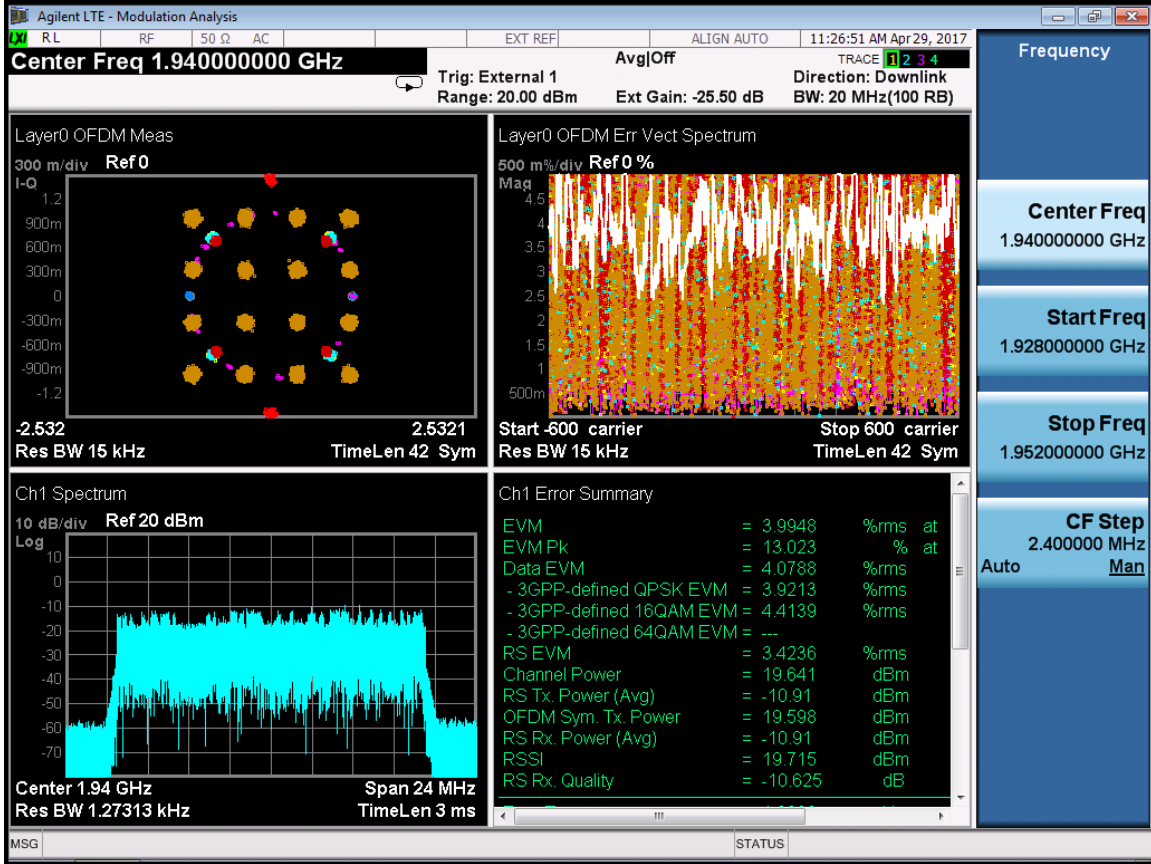 Agilent LTE - Modulation Analysis
LXI RL RF 50 Ω AC EXT REF ALIGN AUTO 11:26:51 AM Apr 29, 2017
Center Freq 1.940000000 GHz
Avg|Off
TRACE 1 2 3 4
Trig: External 1
Direction: Downlink
Range: 20.00 dBm Ext Gain: -25.50 dB BW: 20 MHz(100 RB)
Layer0 OFDM Meas
300 m/div Ref 0
I-Q
1.2
900m
600m
300m
0
-300m
-600m
-900m
-1.2
-2.532 2.5321
Res BW 15 kHz TimeLen 42 Sym
Layer0 OFDM Err Vect Spectrum
500 m%/div Ref 0 %
Mag
4.5
4
3.5
3
2.5
2
1.5
1
500m
Start -600 carrier Stop 600 carrier
Res BW 15 kHz TimeLen 42 Sym
Ch1 Spectrum
10 dB/div Ref 20 dBm
Log
10
0
-10
-20
-30
-40
-50
-60
-70
Center 1.94 GHz Span 24 MHz
Res BW 1.27313 kHz TimeLen 3 ms
Ch1 Error Summary
EVM = 3.9948 %rms at
EVM Pk = 13.023 % at
Data EVM = 4.0788 %rms
- 3GPP-defined QPSK EVM = 3.9213 %rms
- 3GPP-defined 16QAM EVM = 4.4139 %rms
- 3GPP-defined 64QAM EVM = ---
RS EVM = 3.4236 %rms
Channel Power = 19.641 dBm
RS Tx. Power (Avg) = -10.91 dBm
OFDM Sym. Tx. Power = 19.598 dBm
RS Rx. Power (Avg) = -10.91 dBm
RSSI = 19.715 dBm
RS Rx. Quality = -10.625 dB
Frequency
Center Freq
1.940000000 GHz
Start Freq
1.928000000 GHz
Stop Freq
1.952000000 GHz
CF Step
2.400000 MHz
Auto Man
MSG STATUS